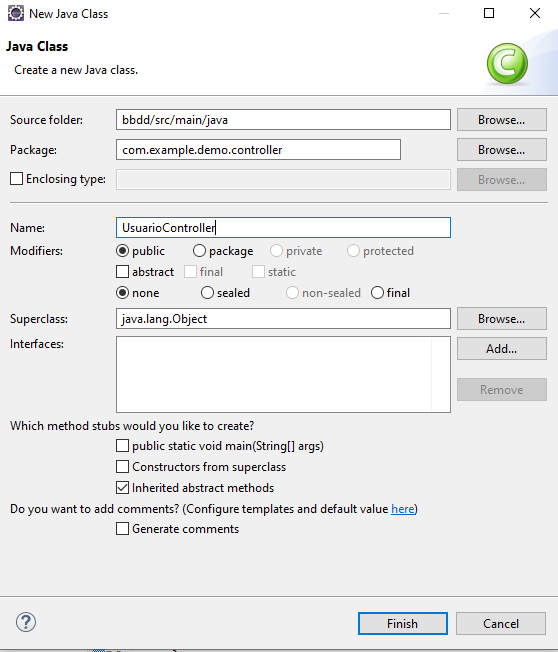 New Java Class
Java Class
Create a new Java class.
C
Source folder: bbdd/src/main/java Browse...
Package: com.example.demo.controller Browse...
Enclosing type: Browse...
Name: UsuarioController
Modifiers: public package private protected
abstract final static
none sealed non-sealed final
Superclass: java.lang.Object Browse...
Interfaces: Add...
Remove
Which method stubs would you like to create?
public static void main(String[] args)
Constructors from superclass
Inherited abstract methods
Do you want to add comments? (Configure templates and default value here)
Generate comments
? Finish Cancel